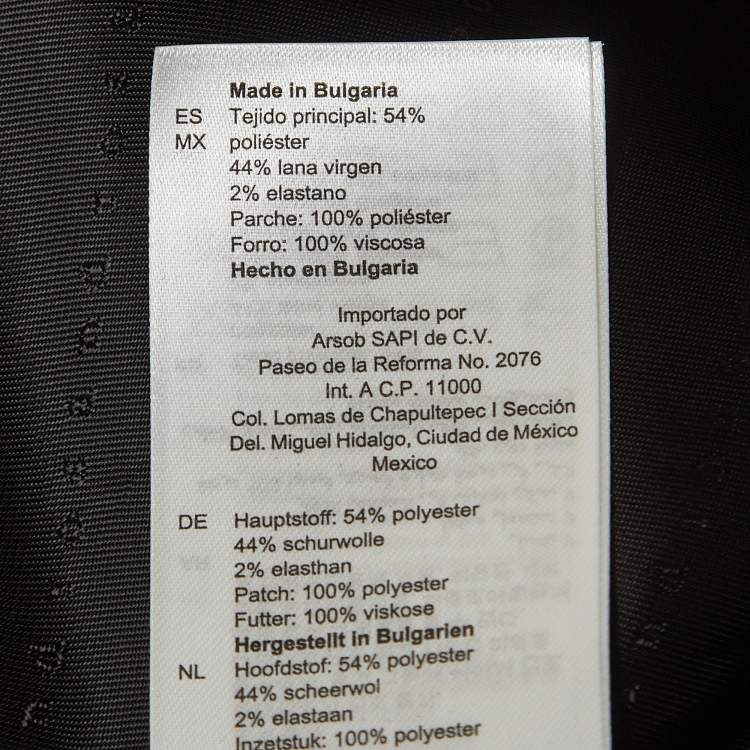 Made in Bulgaria
ES Tejido principal: 54%
MX poliéster
44% lana virgen
2% elastano
Parche: 100% poliéster
Forro: 100% viscosa
Hecho en Bulgaria
Importado por
Arsob SAPI de C.V.
Paseo de la Reforma No. 2076
Int. A C.P. 11000
Col. Lomas de Chapultepec I Sección
Del. Miguel Hidalgo, Ciudad de México
Mexico
DE Hauptstoff: 54% polyester
44% schurwolle
2% elasthan
Patch: 100% polyester
Futter: 100% viskose
Hergestellt in Bulgarien
NL Hoofdstof: 54% polyester
44% scheerwol
2% elastaan
Inzetstuk: 100% polyester